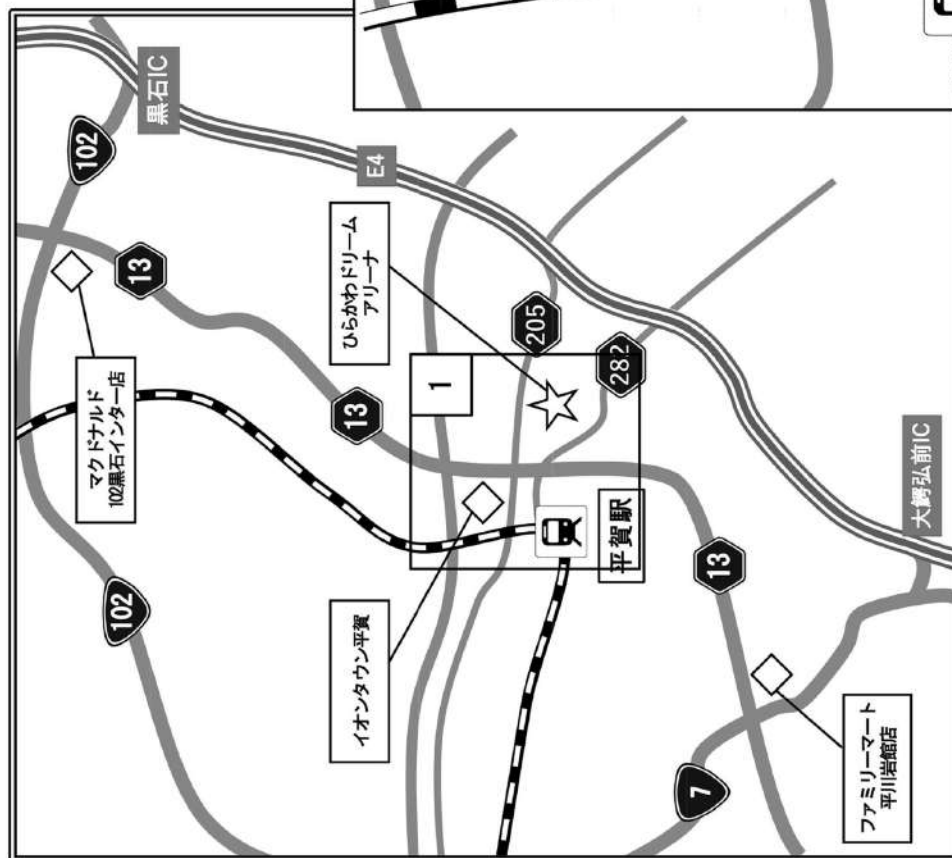 黒石IC
102
E4
13
マクドナルド
102黒石インター店
ひらかわドリーム
アリーナ
205
13
1
282
102
イオンタウン平賀
平賀駅
13
大鰐弘前IC
7
ファミリーマート
平川岩館店